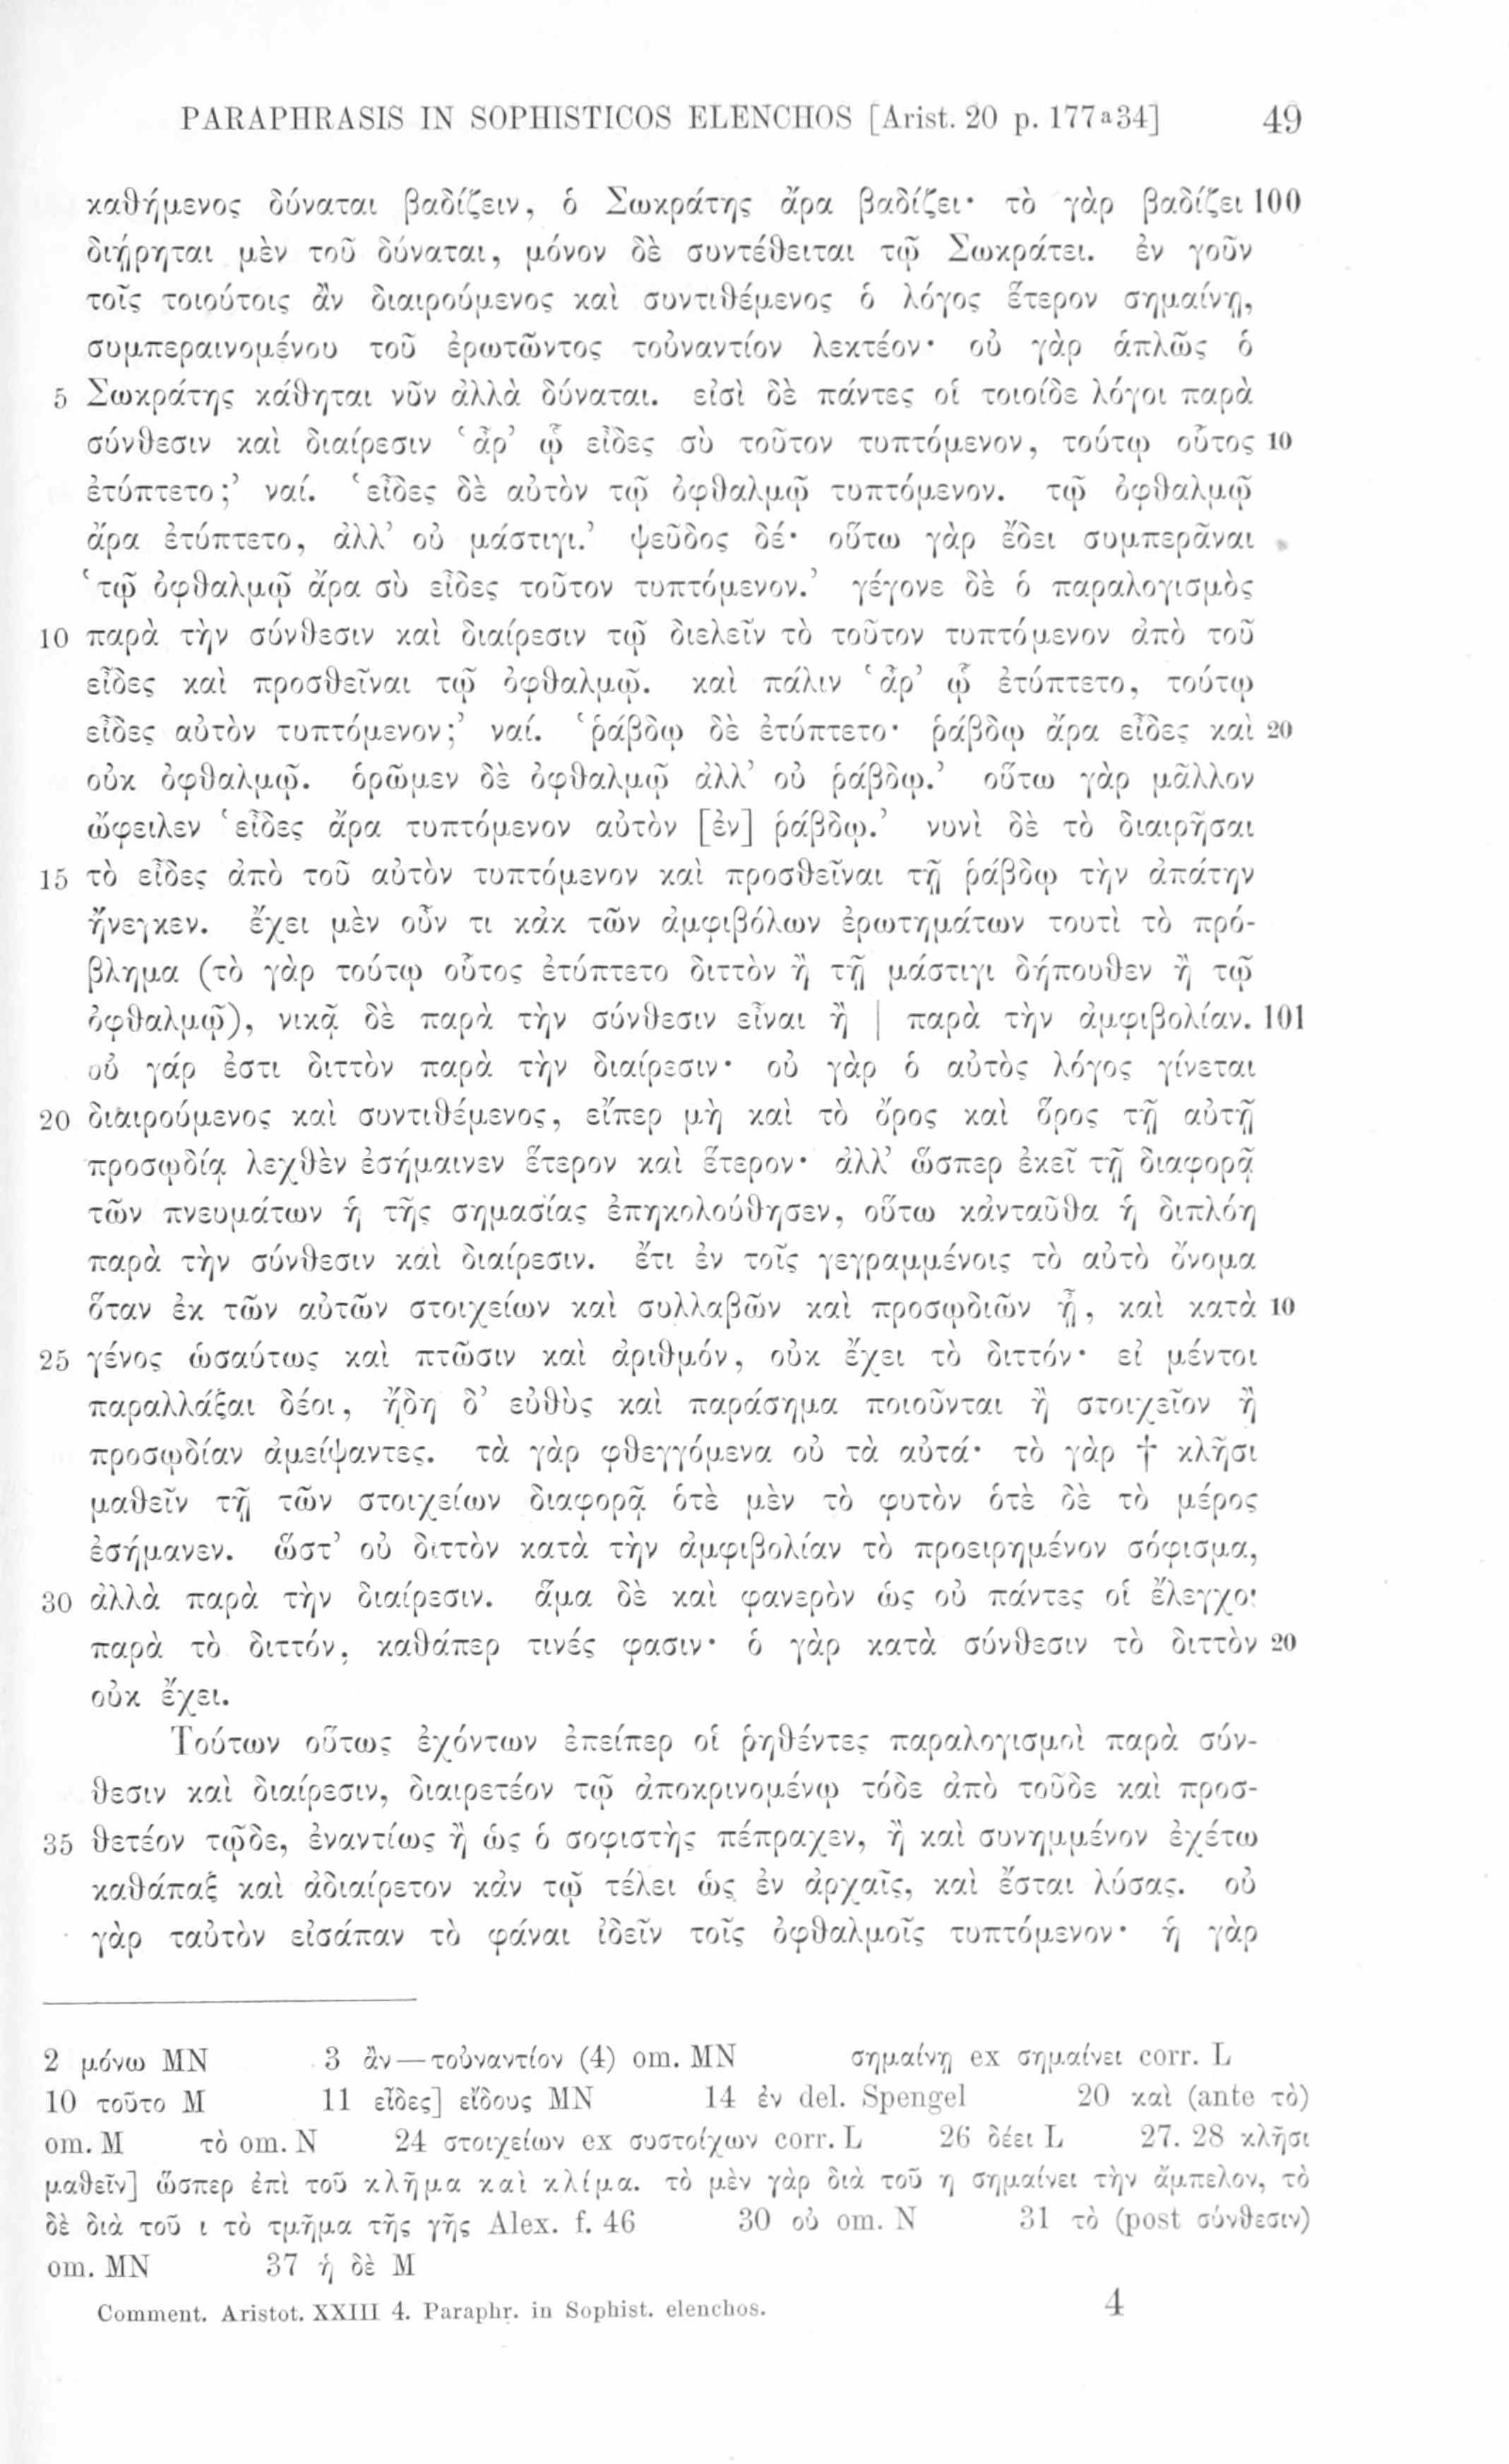 PARAPHRASIS IN SOPHISTICOS ELENCHOS [Arist. 20 p. 177ᵃ34] 49
καθήμενος δύναται βαδίζειν, ὁ Σωκράτης ἄρα βαδίζει· τὸ γὰρ βαδίζει 100
διῄρηται μὲν τοῦ δύναται, μόνον δὲ συντέθειται τῷ Σωκράτει. ἐν γοῦν
τοῖς τοιούτοις ἂν διαιρούμενος καὶ συντιθέμενος ὁ λόγος ἕτερον σημαίνῃ,
συμπεραινομένου τοῦ ἐρωτῶντος τοὐναντίον λεκτέον· οὐ γὰρ ἁπλῶς ὁ
5 Σωκράτης κάθηται νῦν ἀλλὰ δύναται. εἰσὶ δὲ πάντες οἱ τοιοίδε λόγοι παρὰ
σύνθεσιν καὶ διαίρεσιν ‘ἆρ’ ᾧ εἶδες σὺ τοῦτον τυπτόμενον, τούτῳ οὗτος 10
ἐτύπτετο;’ ναί. ‘εἶδες δὲ αὐτὸν τῷ ὀφθαλμῷ τυπτόμενον. τῷ ὀφθαλμῷ
ἄρα ἐτύπτετο, ἀλλ’ οὐ μάστιγι.’ ψεῦδος δέ· οὕτω γὰρ ἔδει συμπερᾶναι
‘τῷ ὀφθαλμῷ ἄρα σὺ εἶδες τοῦτον τυπτόμενον.’ γέγονε δὲ ὁ παραλογισμὸς
10 παρὰ τὴν σύνθεσιν καὶ διαίρεσιν τῷ διελεῖν τὸ τοῦτον τυπτόμενον ἀπὸ τοῦ
εἶδες καὶ προσθεῖναι τῷ ὀφθαλμῷ. καὶ πάλιν ‘ἆρ’ ᾧ ἐτύπτετο, τούτῳ
εἶδες αὐτὸν τυπτόμενον;’ ναί. ‘ῥάβδῳ δὲ ἐτύπτετο· ῥάβδῳ ἄρα εἶδες καὶ 20
οὐκ ὀφθαλμῷ. ὁρῶμεν δὲ ὀφθαλμῷ ἀλλ’ οὐ ῥάβδῳ.’ οὕτω γὰρ μᾶλλον
ὤφειλεν ‘εἶδες ἄρα τυπτόμενον αὐτὸν [ἐν] ῥάβδῳ.’ νυνὶ δὲ τὸ διαιρῆσαι
15 τὸ εἶδες ἀπὸ τοῦ αὐτὸν τυπτόμενον καὶ προσθεῖναι τῇ ῥάβδῳ τὴν ἀπάτην
ἤνεγκεν. ἔχει μὲν οὖν τι κἀκ τῶν ἀμφιβόλων ἐρωτημάτων τουτὶ τὸ πρό-
βλημα (τὸ γὰρ τούτῳ οὗτος ἐτύπτετο διττὸν ἢ τῇ μάστιγι δήπουθεν ἢ τῷ
ὀφθαλμῷ), νικᾷ δὲ παρὰ τὴν σύνθεσιν εἶναι ἢ | παρὰ τὴν ἀμφιβολίαν. 101
οὐ γάρ ἐστι διττὸν παρὰ τὴν διαίρεσιν· οὐ γὰρ ὁ αὐτὸς λόγος γίνεται
20 διαιρούμενος καὶ συντιθέμενος, εἴπερ μὴ καὶ τὸ ὄρος καὶ ὅρος τῇ αὐτῇ
προσῳδίᾳ λεχθὲν ἐσήμαινεν ἕτερον καὶ ἕτερον· ἀλλ’ ὥσπερ ἐκεῖ τῇ διαφορᾷ
τῶν πνευμάτων ἡ τῆς σημασίας ἐπηκολούθησεν, οὕτω κἀνταῦθα ἡ διπλόη
παρὰ τὴν σύνθεσιν καὶ διαίρεσιν. ἔτι ἐν τοῖς γεγραμμένοις τὸ αὐτὸ ὄνομα
ὅταν ἐκ τῶν αὐτῶν στοιχείων καὶ συλλαβῶν καὶ προσῳδιῶν ᾖ, καὶ κατὰ 10
25 γένος ὡσαύτως καὶ πτῶσιν καὶ ἀριθμόν, οὐκ ἔχει τὸ διττόν· εἰ μέντοι
παραλλάξαι δέοι, ἤδη δ’ εὐθὺς καὶ παράσημα ποιοῦνται ἢ στοιχεῖον ἢ
προσῳδίαν ἀμείψαντες. τὰ γὰρ φθεγγόμενα οὐ τὰ αὐτά· τὸ γὰρ † κλῆσι
μαθεῖν τῇ τῶν στοιχείων διαφορᾷ ὁτὲ μὲν τὸ φυτὸν ὁτὲ δὲ τὸ μέρος
ἐσήμανεν. ὥστ’ οὐ διττὸν κατὰ τὴν ἀμφιβολίαν τὸ προειρημένον σόφισμα,
30 ἀλλὰ παρὰ τὴν διαίρεσιν. ἅμα δὲ καὶ φανερὸν ὡς οὐ πάντες οἱ ἔλεγχοι
παρὰ τὸ διττόν, καθάπερ τινές φασιν· ὁ γὰρ κατὰ σύνθεσιν τὸ διττὸν 20
οὐκ ἔχει.
Τούτων οὕτως ἐχόντων ἐπείπερ οἱ ῥηθέντες παραλογισμοὶ παρὰ σύν-
θεσιν καὶ διαίρεσιν, διαιρετέον τῷ ἀποκρινομένῳ τόδε ἀπὸ τοῦδε καὶ προσ-
35 θετέον τῷδε, ἐναντίως ἢ ὡς ὁ σοφιστὴς πέπραχεν, ἢ καὶ συνημμένον ἐχέτω
καθάπαξ καὶ ἀδιαίρετον κἀν τῷ τέλει ὡς ἐν ἀρχαῖς, καὶ ἔσται λύσας. οὐ
γὰρ ταὐτὸν εἰσάπαν τὸ φάναι ἰδεῖν τοῖς ὀφθαλμοῖς τυπτόμενον· ἡ γὰρ
2 μόνω MN 3 ἂν—τοὐναντίον (4) om. MN σημαίνῃ ex σημαίνει corr. L
10 τοῦτο M 11 εἶδες] εἴδους MN 14 ἐν del. Spengel 20 καὶ (ante τὸ)
om. M τὸ om. N 24 στοιχείων ex συστοίχων corr. L 26 δέει L 27. 28 κλῆσι
μαθεῖν] ὥσπερ ἐπὶ τοῦ κλῆμα καὶ κλίμα. τὸ μὲν γὰρ διὰ τοῦ η σημαίνει τὴν ἄμπελον, τὸ
δὲ διὰ τοῦ ι τὸ τμῆμα τῆς γῆς Alex. f. 46 30 οὐ om. N 31 τὸ (post σύνθεσιν)
om. MN 37 ἡ δὲ M
Comment. Aristot. XXIII 4. Paraphr. in Sophist. elenchos. 4